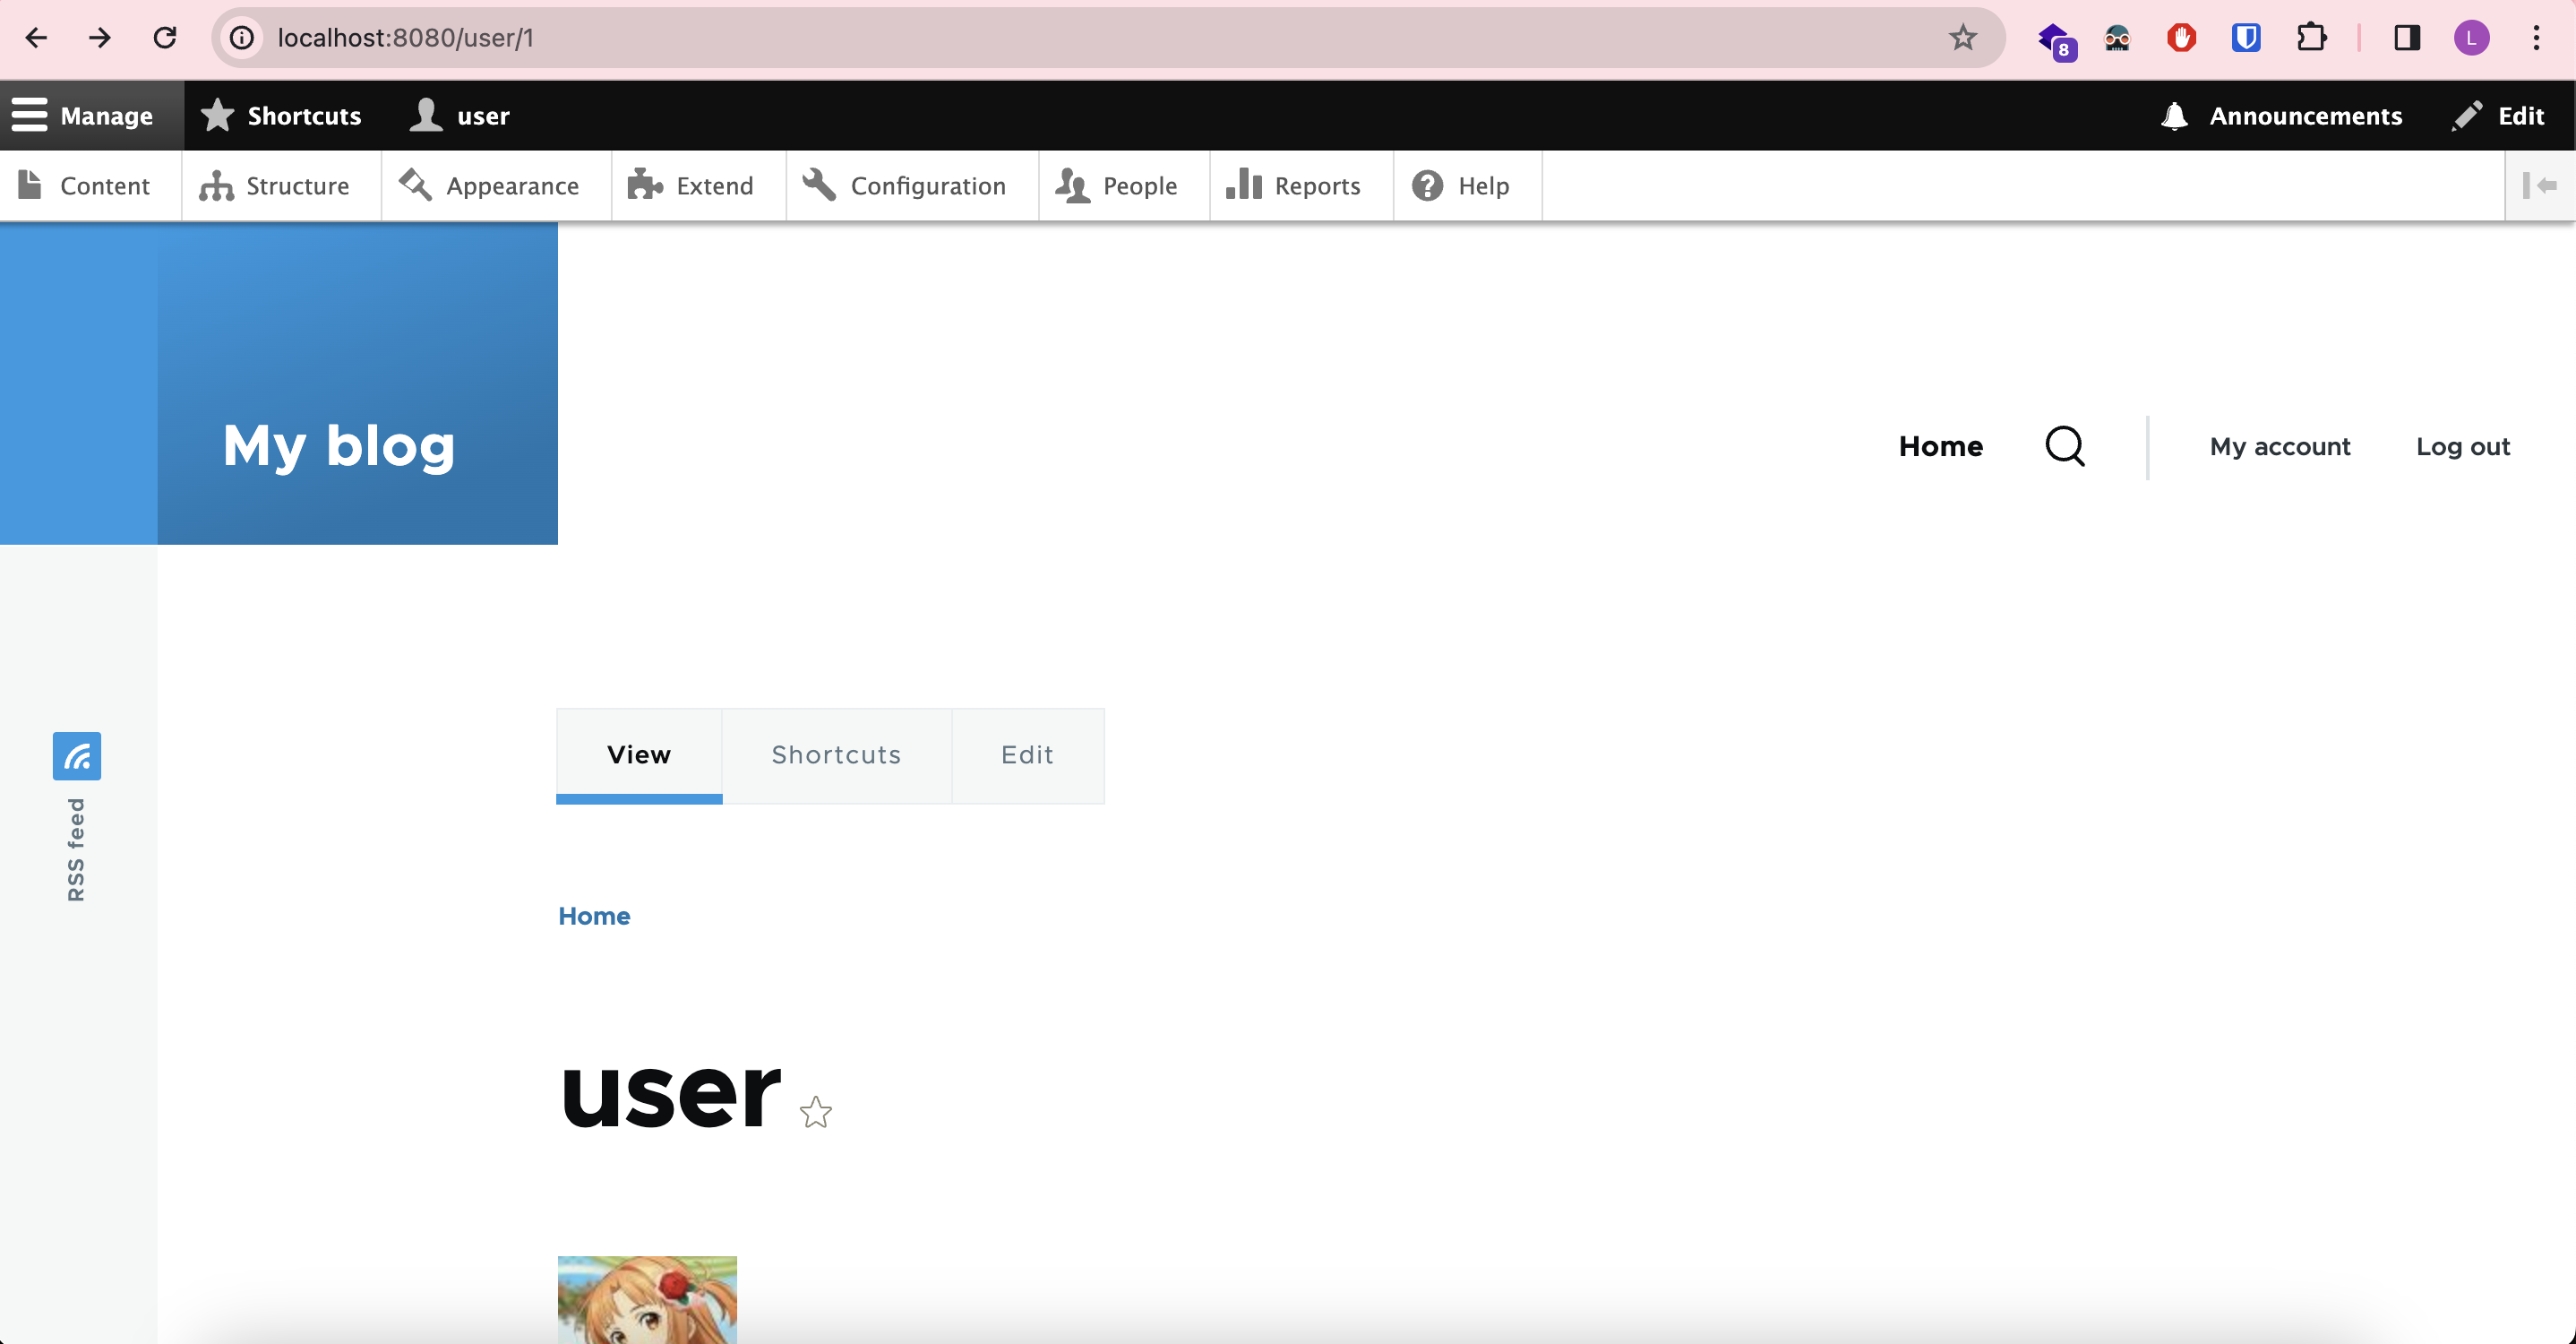 localhost:8080/user/1
8
L
Manage
Shortcuts
user
Announcements
Edit
Content
Structure
Appearance
Extend
Configuration
People
Reports
Help
My blog
Home
My account
Log out
View
Shortcuts
Edit
RSS feed
Home
user